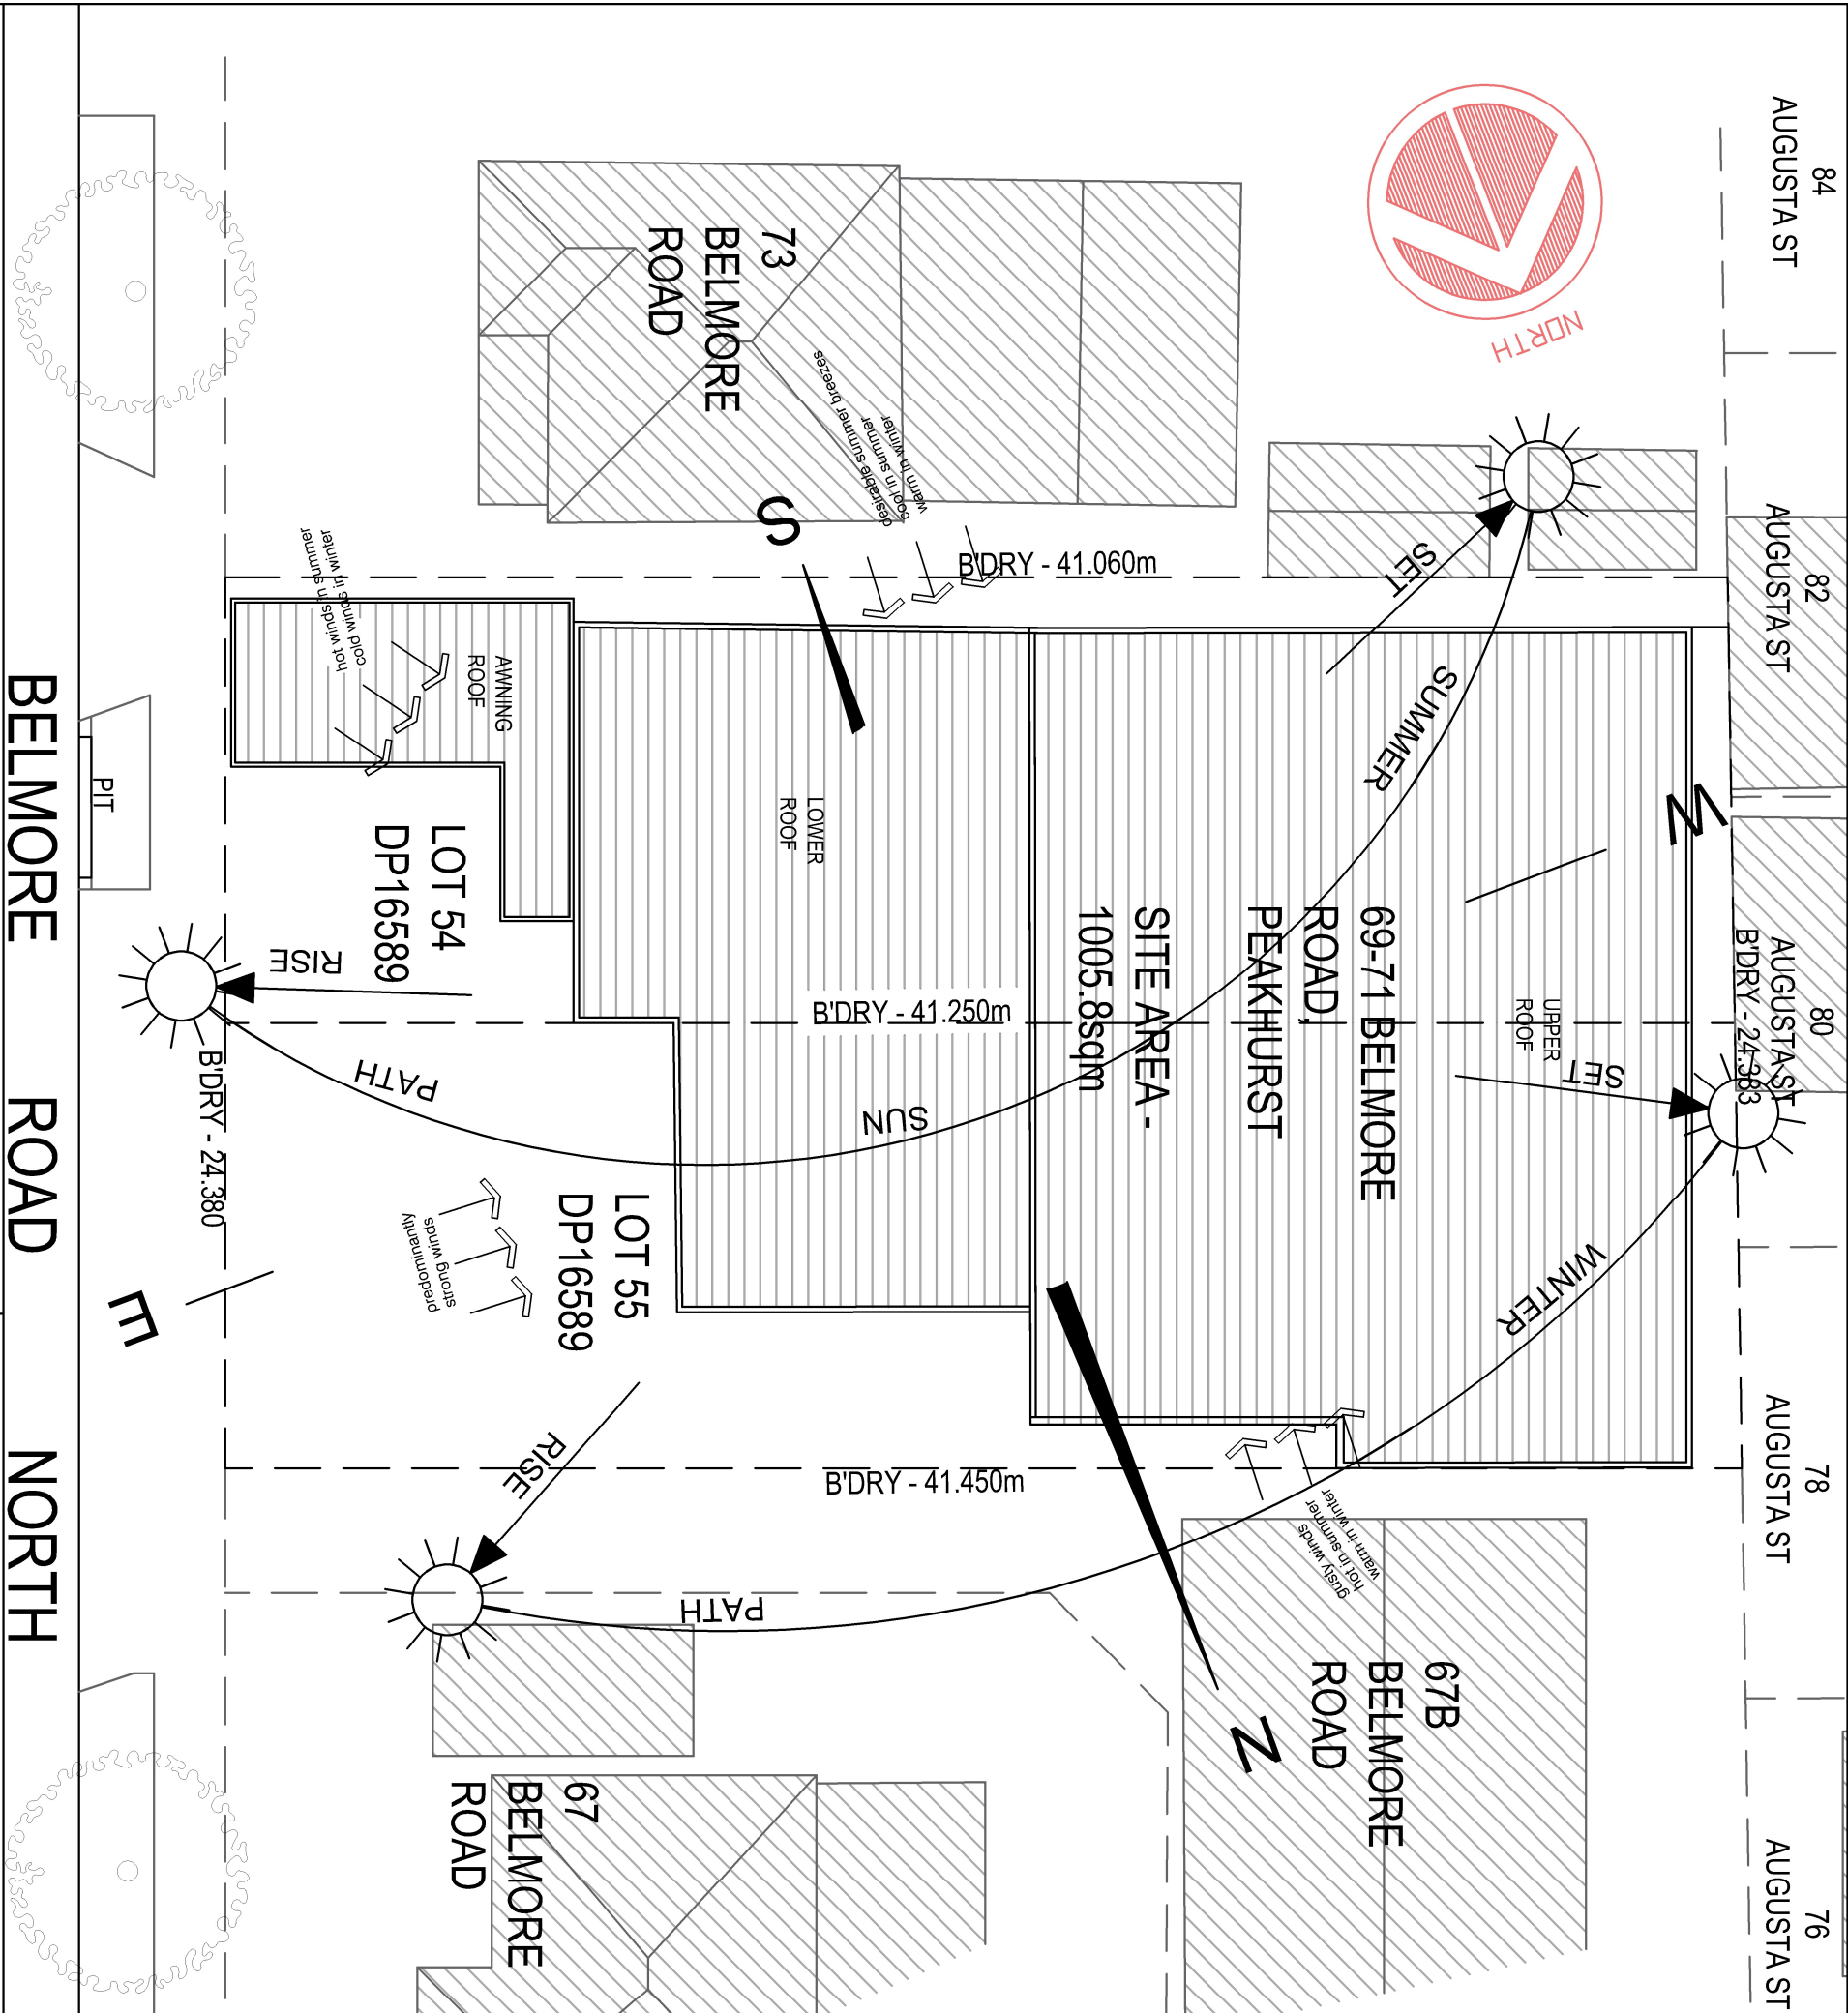 84
AUGUSTA ST
82
AUGUSTA ST
80
AUGUSTA ST
B'DRY - 24.383
78
AUGUSTA ST
76
AUGUSTA ST
NORTH
73
BELMORE
ROAD
desirable summer breezes
cool in summer
warm in winter
S
B'DRY - 41.060m
SET
SUMMER
W
hot winds in summer
cold winds in winter
AWNING
ROOF
LOWER
ROOF
UPPER
ROOF
69-71 BELMORE
ROAD,
PEAKHURST
SITE AREA -
1005.8sqm
LOT 54
DP16589
RISE
B'DRY - 41.250m
SET
PATH
SUN
B'DRY - 24.380
LOT 55
DP16589
predominantly
strong winds
E
WINTER
RISE
B'DRY - 41.450m
gusty winds
hot in summer
warm in winter
PATH
N
67B
BELMORE
ROAD
67
BELMORE
ROAD
PIT
BELMORE ROAD NORTH